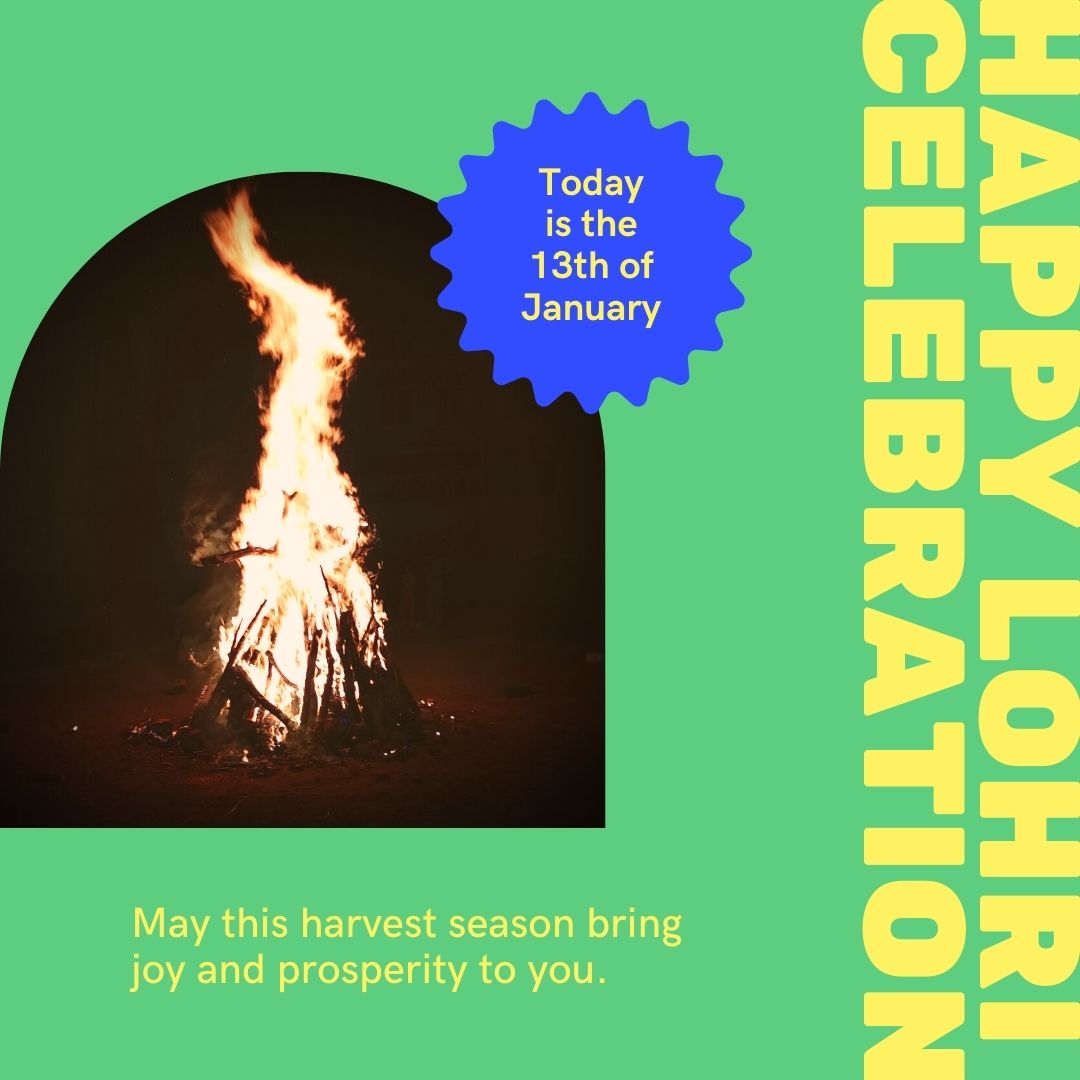 HAPPY LOHRI
CELEBRATION
Today
is the
13th of
January
May this harvest season bring
joy and prosperity to you.